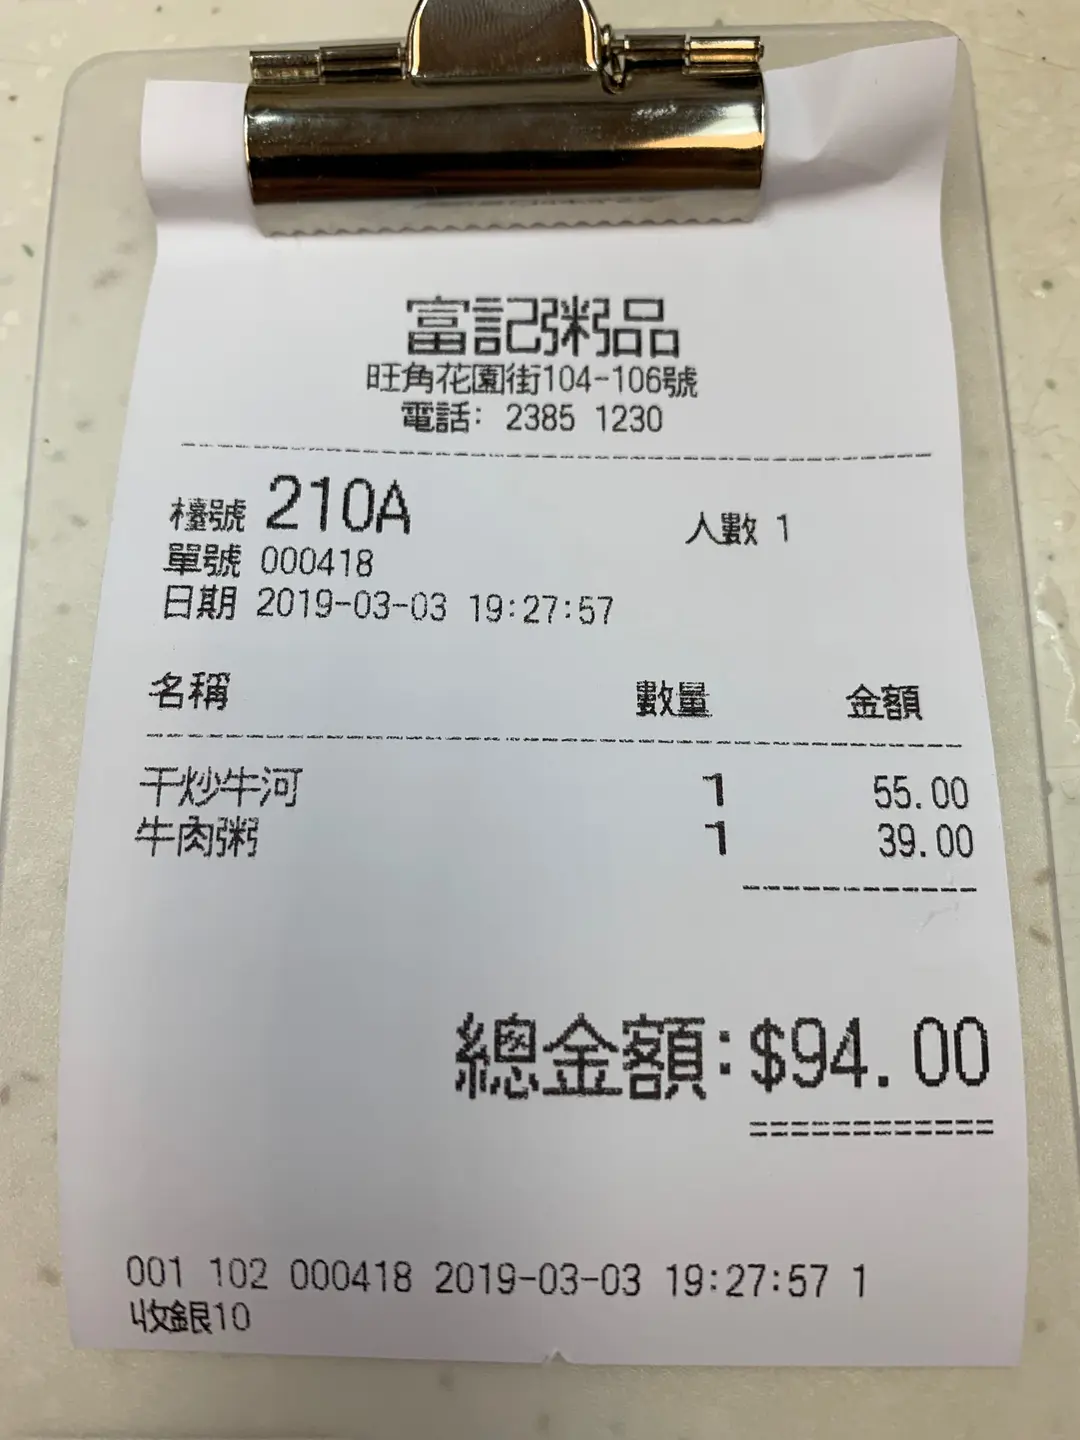 富記粥品
旺角花園街104-106號
電話: 2385 1230
檯號 210A 人數 1
單號 000418
日期 2019-03-03 19:27:57
名稱 數量 金額
干炒牛河 1 55.00
牛肉粥 1 39.00
總金額:$94.00
001 102 000418 2019-03-03 19:27:57 1
收銀10